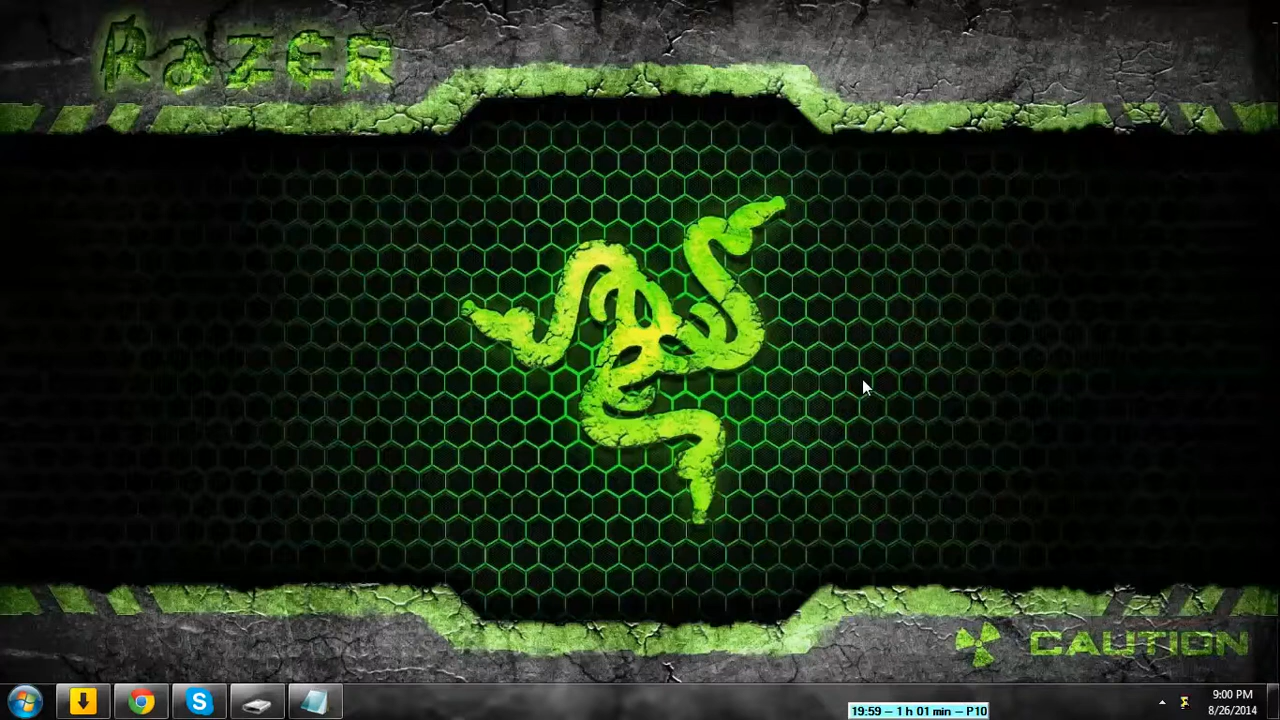 RAZER
CAUTION
19:59 – 1 h 01 min – P10
9:00 PM
8/26/2014